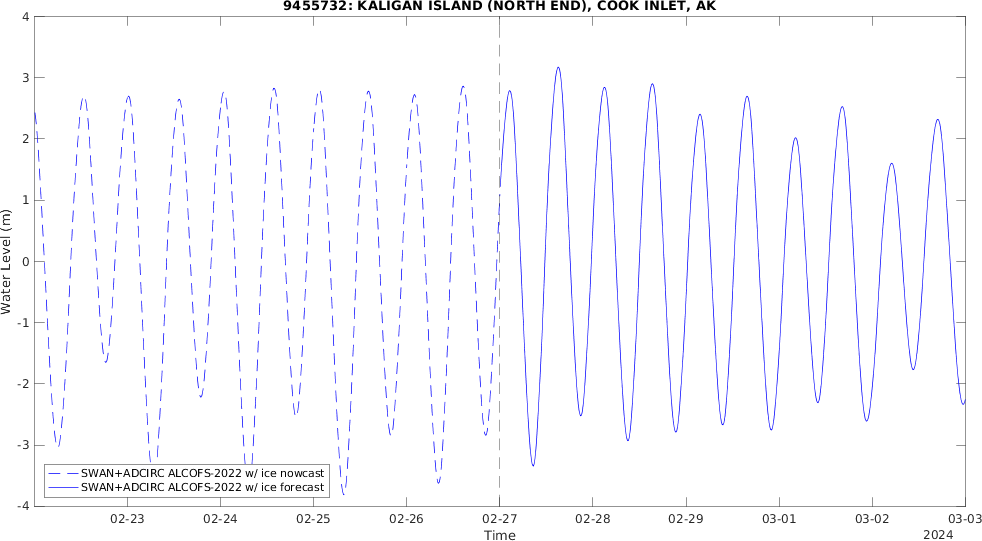 9455732: KALIGAN ISLAND (NORTH END), COOK INLET, AK
4
3
2
1
0
-1
-2
-3
-4
Water Level (m)
SWAN+ADCIRC ALCOFS-2022 w/ ice nowcast
SWAN+ADCIRC ALCOFS-2022 w/ ice forecast
02-23 02-24 02-25 02-26 02-27 02-28 02-29 03-01 03-02 03-03
Time
2024